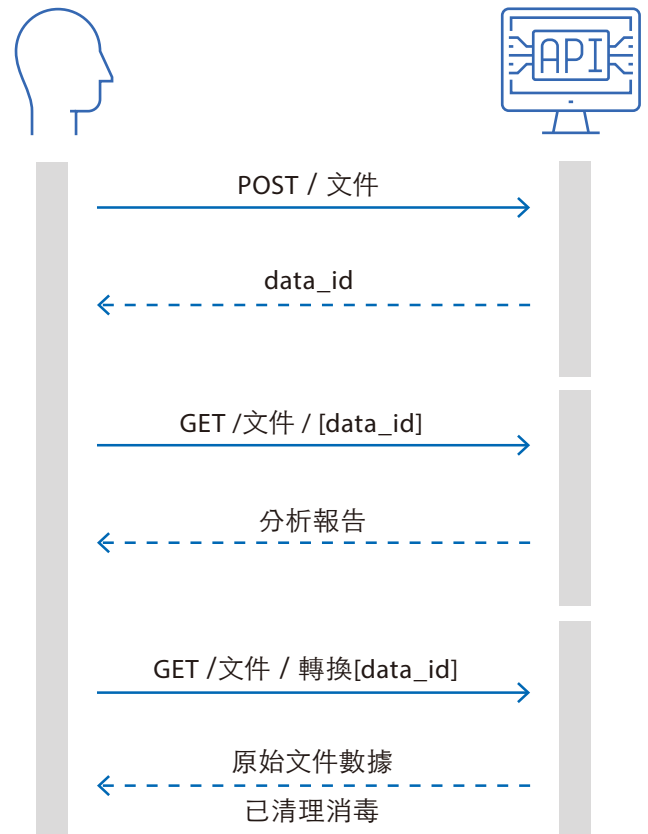 API
POST / 文件
data_id
GET /文件 / [data_id]
分析報告
GET /文件 / 轉換[data_id]
原始文件數據
已清理消毒